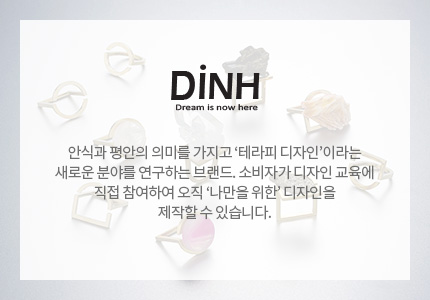 DiNH
Dream is now here
안식과 평안의 의미를 가지고 ‘테라피 디자인’이라는
새로운 분야를 연구하는 브랜드. 소비자가 디자인 교육에
직접 참여하여 오직 ‘나만을 위한’ 디자인을
제작할 수 있습니다.